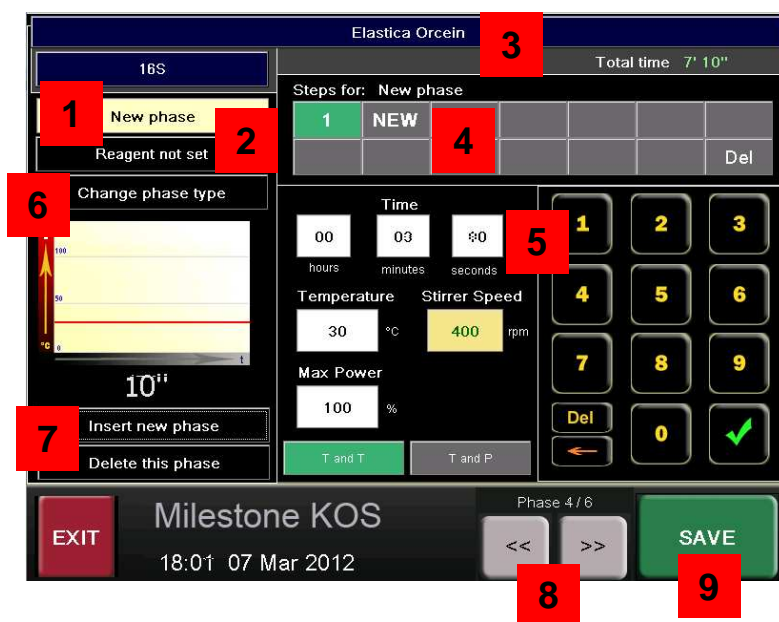 Elastica Orcein
3
16S
Total time 7' 10''
1
New phase
2
Reagent not set
6
Change phase type
Steps for: New phase
1 NEW
4
Del
100
50
0
°C
t
10''
7
Insert new phase
Delete this phase
Time
00 03
hours minutes seconds
5
Temperature Stirrer Speed
30 °C 400 rpm
Max Power
100 %
T and T T and P
1 2 3
4 5 6
7 8 9
Del
0
EXIT
Milestone KOS
18:01 07 Mar 2012
Phase 4/6
<< >>
SAVE
8
9